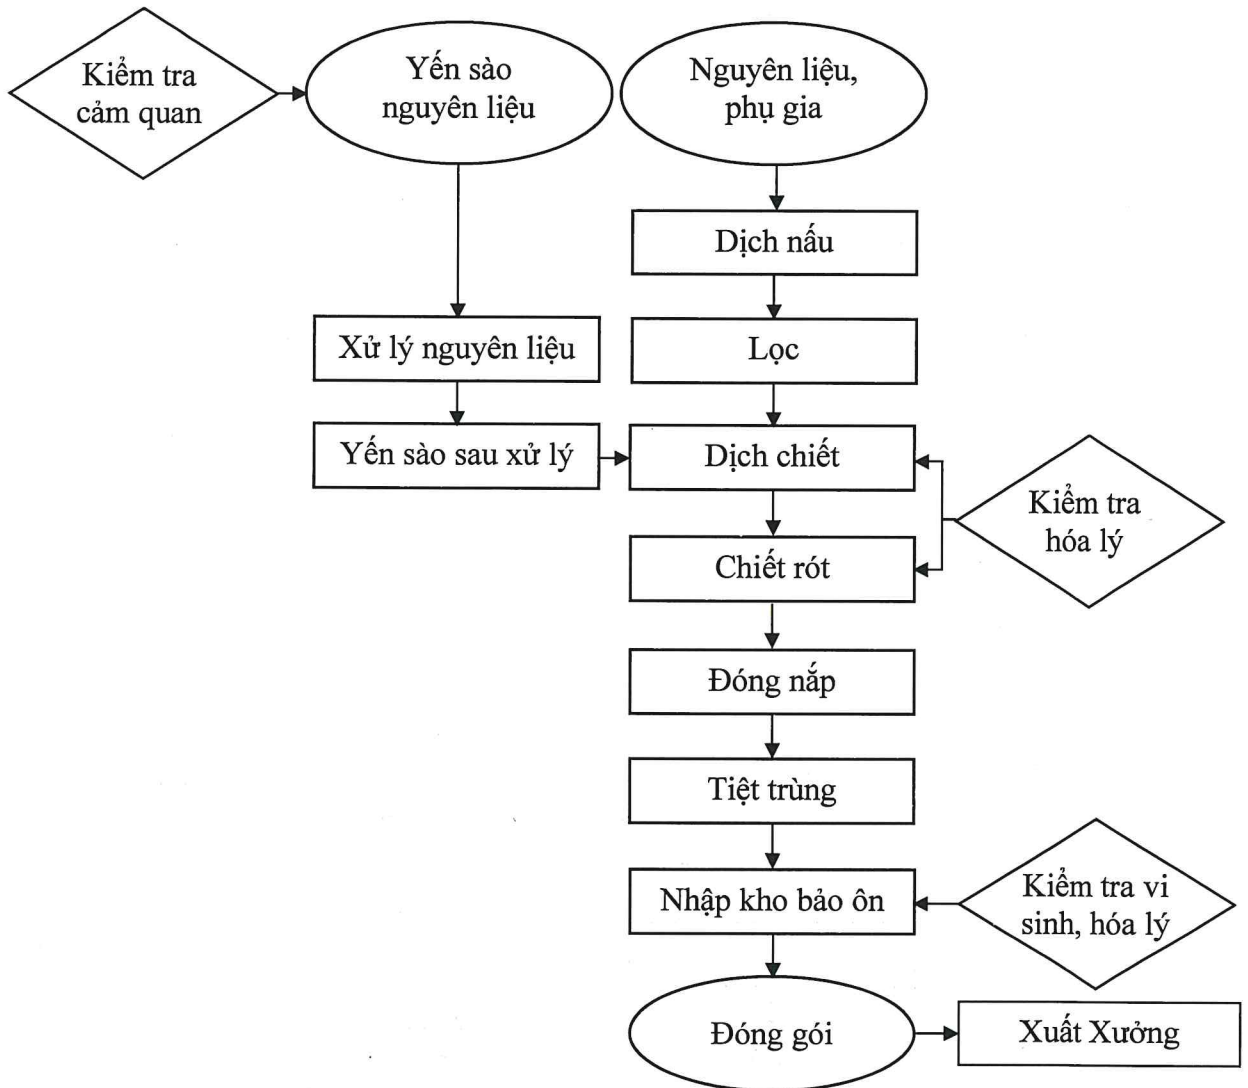 Kiểm tra
cảm quan
Yến sào
nguyên liệu
Nguyên liệu,
phụ gia
Dịch nấu
Xử lý nguyên liệu
Lọc
Yến sào sau xử lý
Dịch chiết
Kiểm tra
hóa lý
Chiết rót
Đóng nắp
Tiệt trùng
Nhập kho bảo ôn
Kiểm tra vi
sinh, hóa lý
Đóng gói
Xuất Xưởng